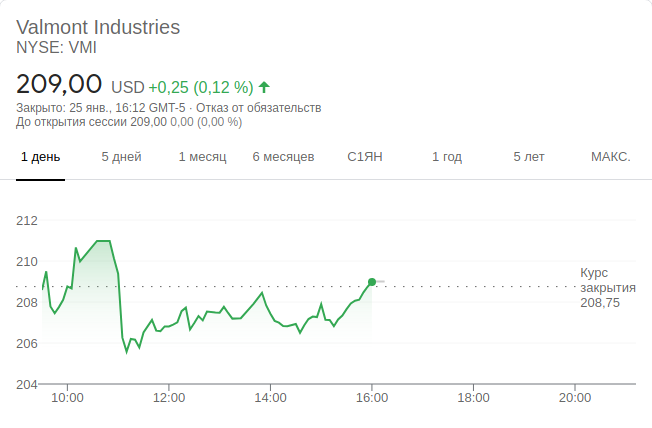 Valmont Industries
NYSE: VMI
209,00 USD +0,25 (0,12 %)
Закрыто: 25 янв., 16:12 GMT-5 · Отказ от обязательств
До открытия сессии 209,00 0,00 (0,00 %)
1 день 5 дней 1 месяц 6 месяцев С1ЯН 1 год 5 лет МАКС.
212
210
Курс
закрытия
208,75
208
206
204
10:00 12:00 14:00 16:00 18:00 20:00